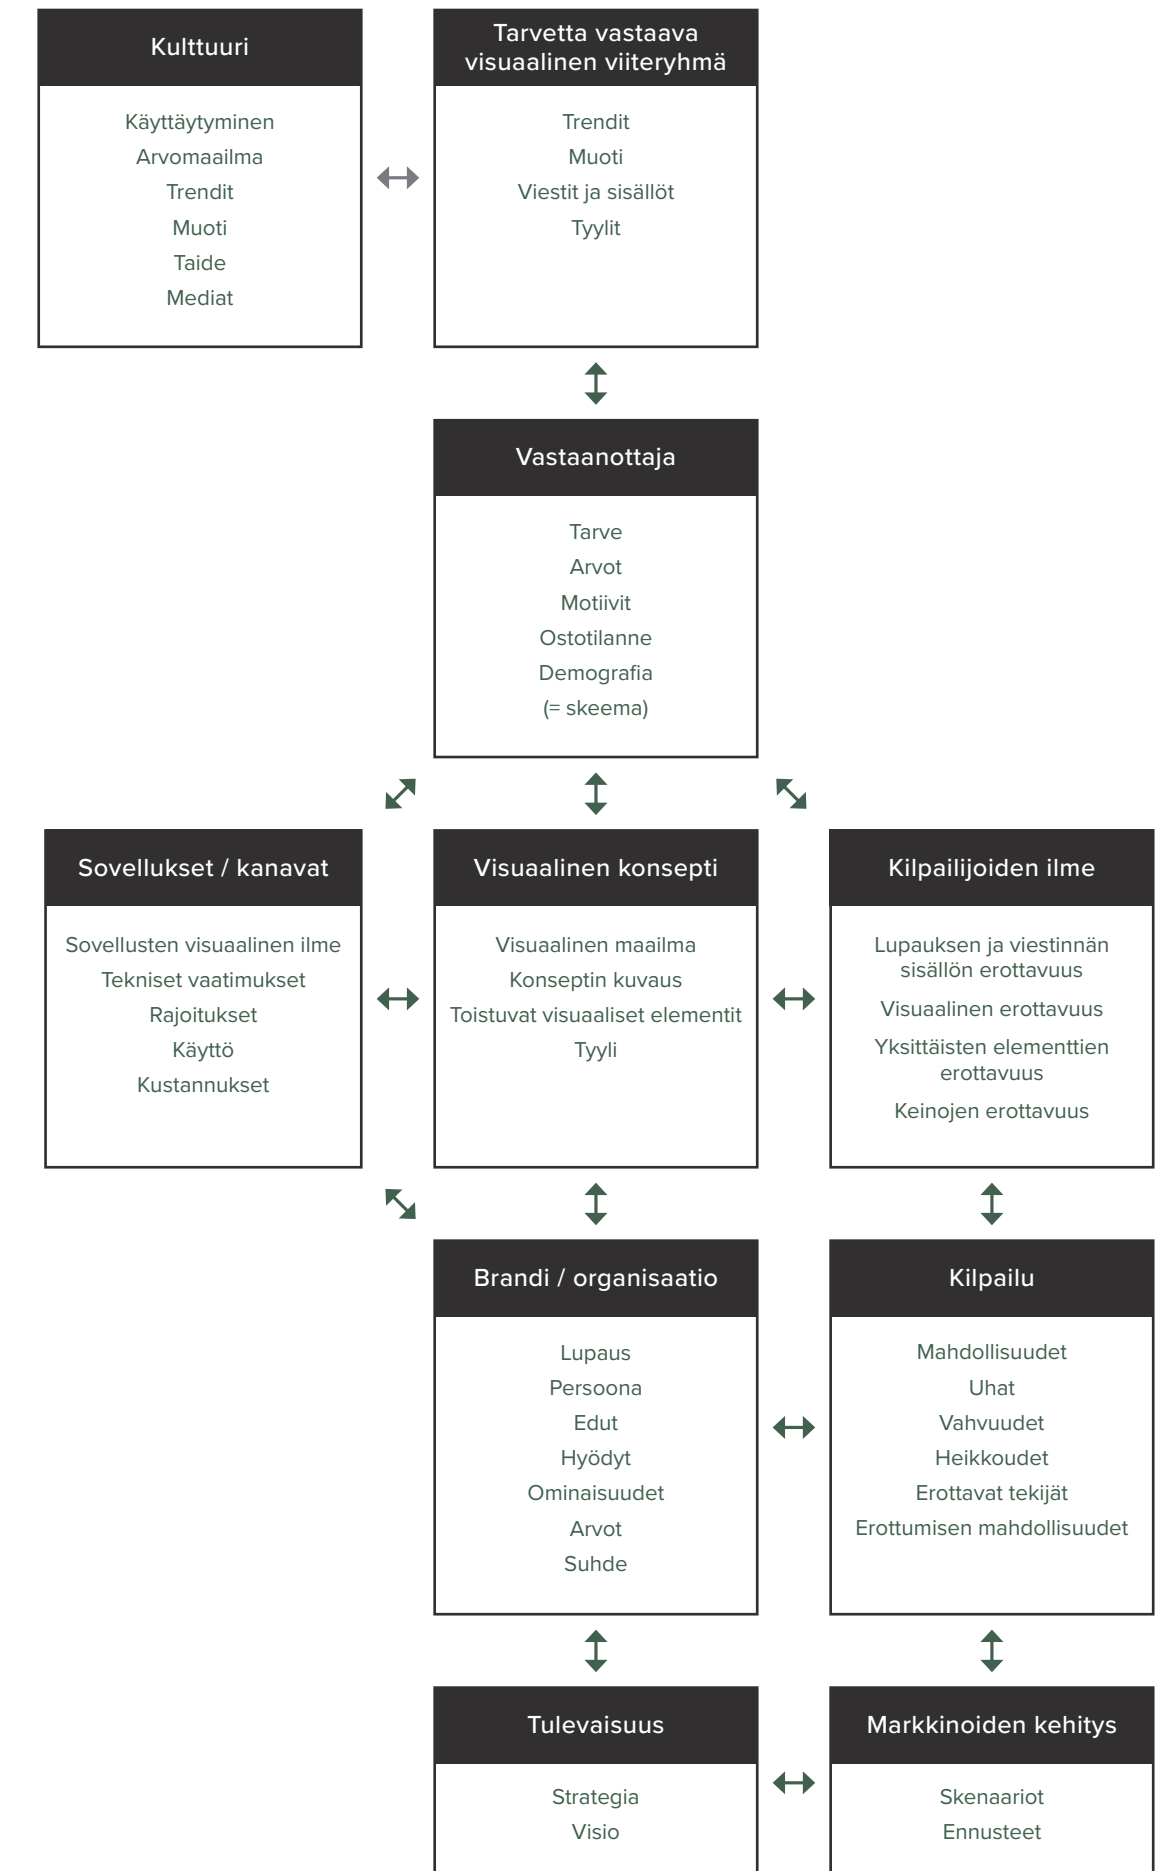 Kulttuuri
Käyttäytyminen
Arvomaailma
Trendit
Muoti
Taide
Mediat
Tarvetta vastaava
visuaalinen viiteryhmä
Trendit
Muoti
Viestit ja sisällöt
Tyylit
Vastaanottaja
Tarve
Arvot
Motiivit
Ostotilanne
Demografia
(= skeema)
Sovellukset / kanavat
Sovellusten visuaalinen ilme
Tekniset vaatimukset
Rajoitukset
Käyttö
Kustannukset
Visuaalinen konsepti
Visuaalinen maailma
Konseptin kuvaus
Toistuvat visuaaliset elementit
Tyyli
Kilpailijoiden ilme
Lupauksen ja viestinnän
sisällön erottavuus
Visuaalinen erottavuus
Yksittäisten elementtien
erottavuus
Keinojen erottavuus
Brandi / organisaatio
Lupaus
Persoona
Edut
Hyödyt
Ominaisuudet
Arvot
Suhde
Kilpailu
Mahdollisuudet
Uhat
Vahvuudet
Heikkoudet
Erottavat tekijät
Erottumisen mahdollisuudet
Tulevaisuus
Strategia
Visio
Markkinoiden kehitys
Skenaariot
Ennusteet